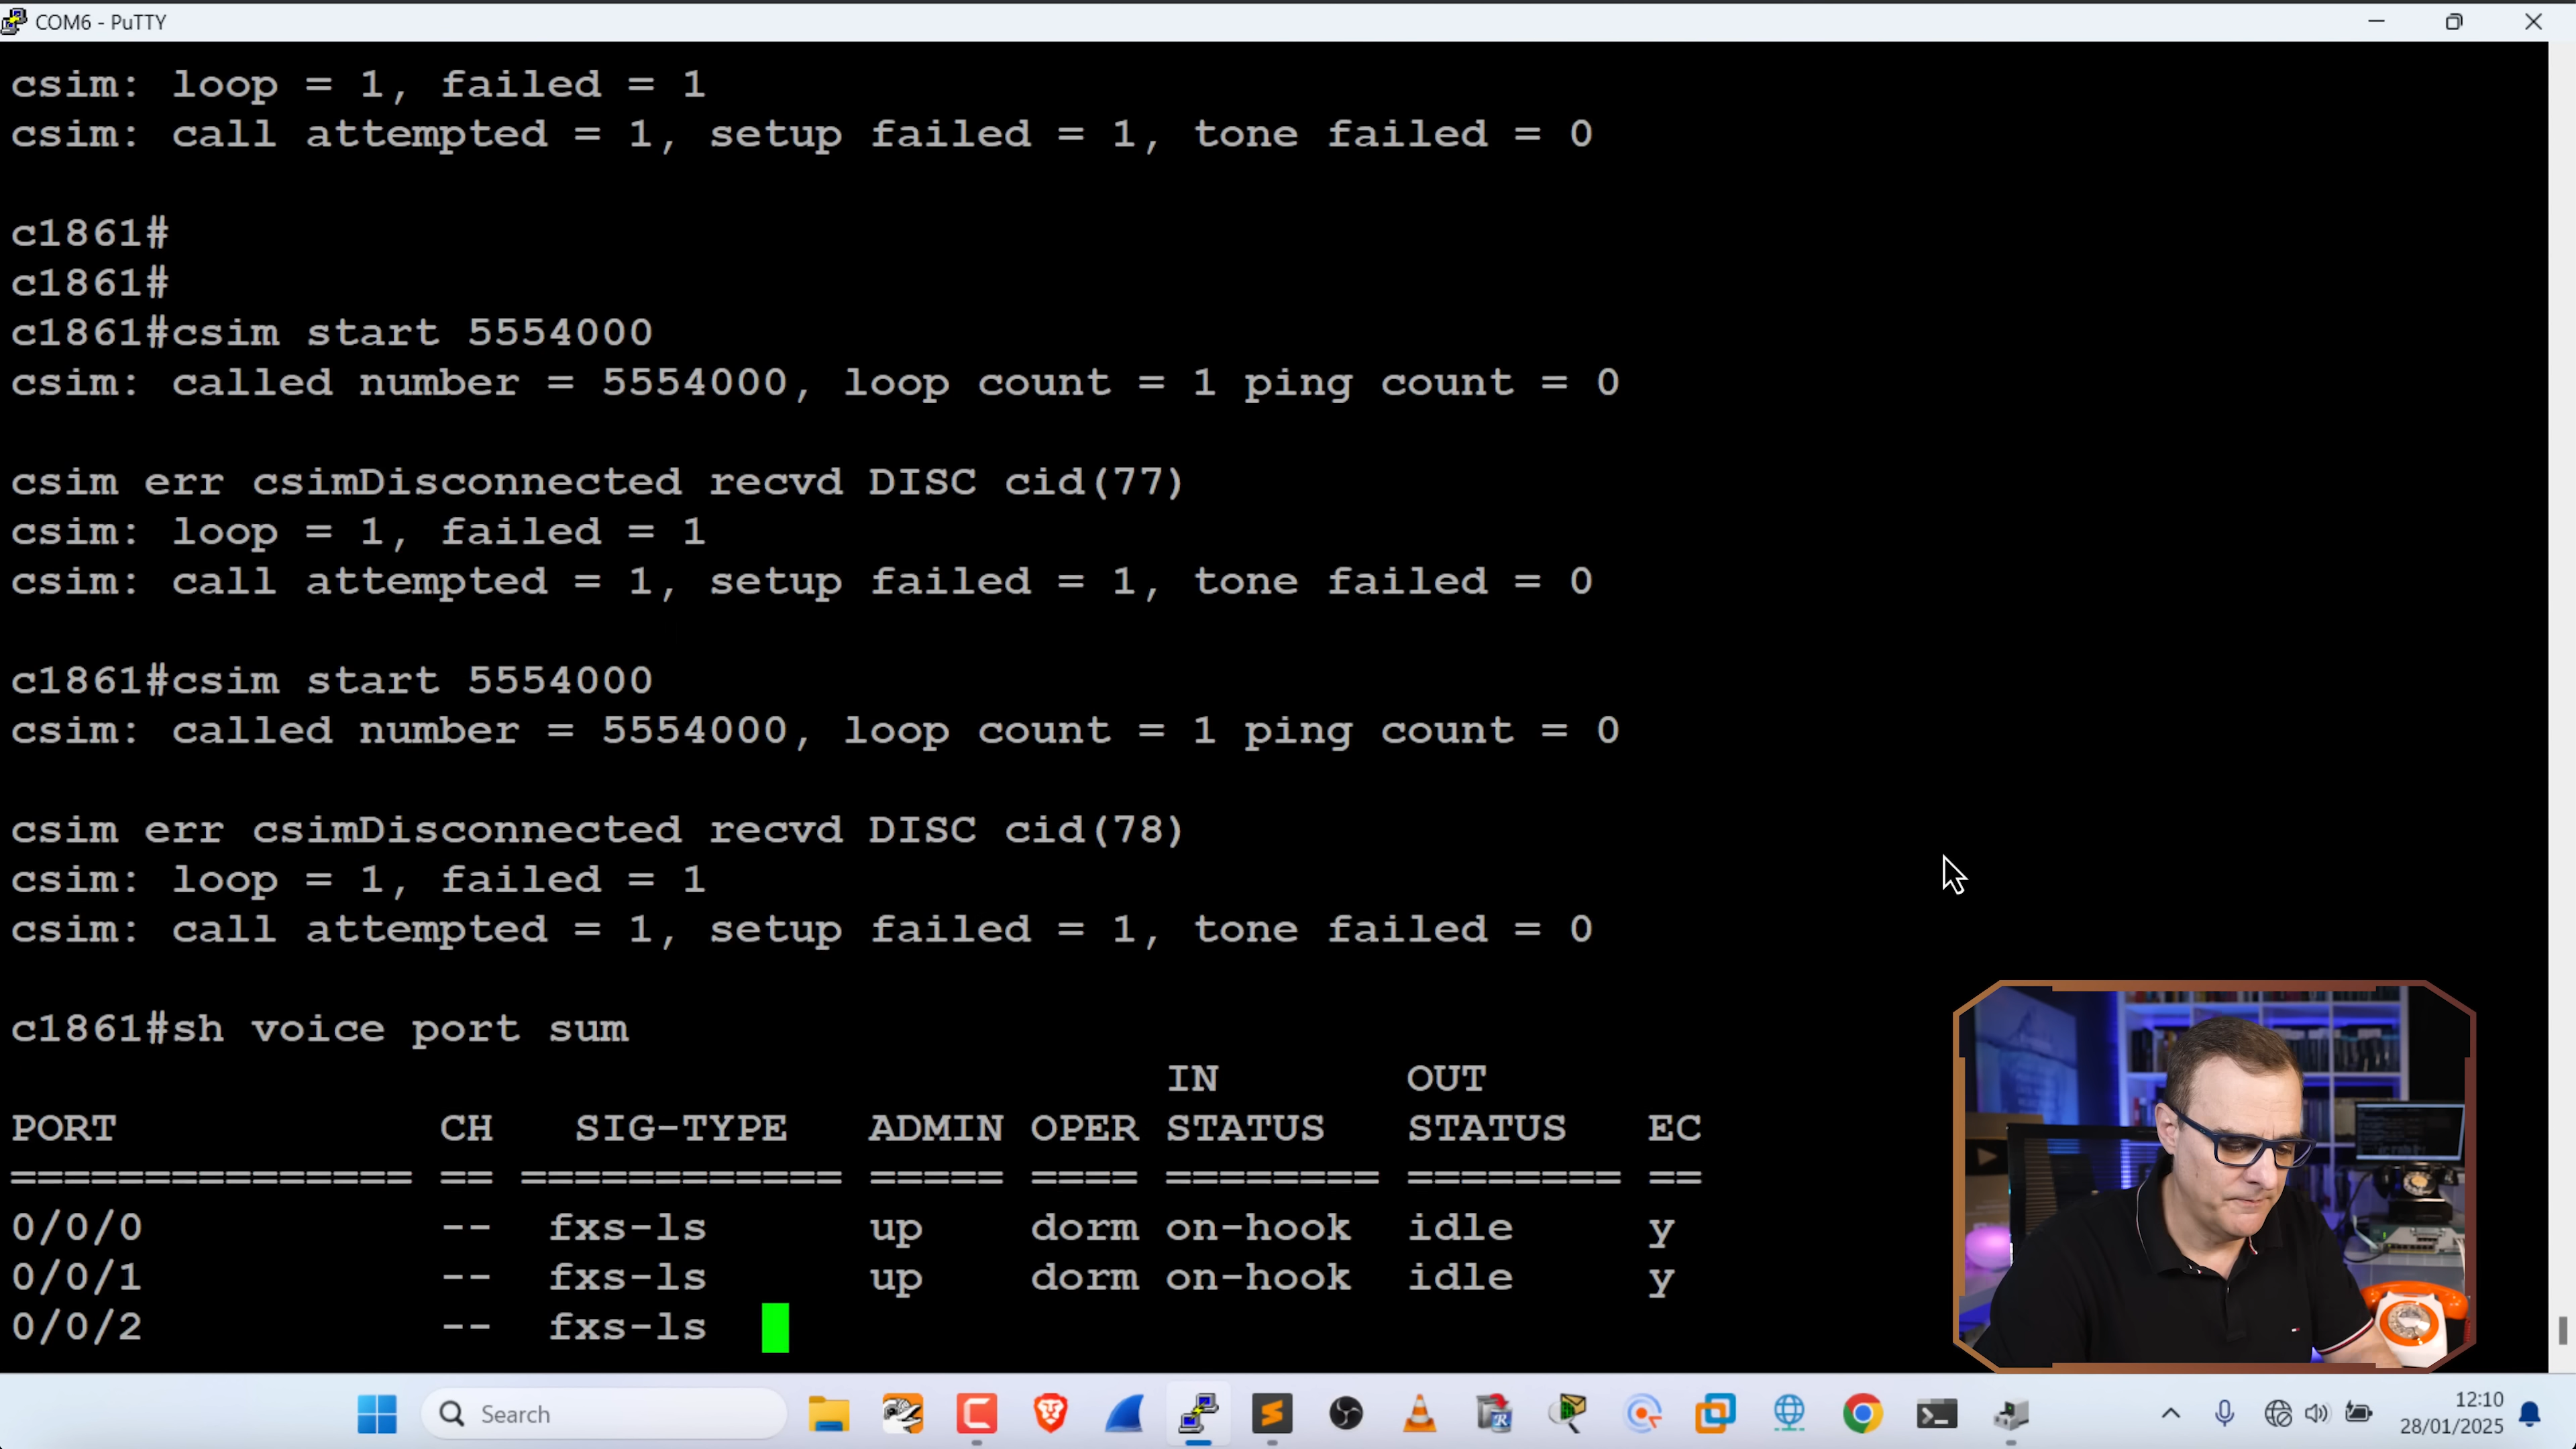 COM6 - PuTTY
csim: loop = 1, failed = 1
csim: call attempted = 1, setup failed = 1, tone failed = 0
c1861#
c1861#
c1861#csim start 5554000
csim: called number = 5554000, loop count = 1 ping count = 0
csim err csimDisconnected recvd DISC cid(77)
csim: loop = 1, failed = 1
csim: call attempted = 1, setup failed = 1, tone failed = 0
c1861#csim start 5554000
csim: called number = 5554000, loop count = 1 ping count = 0
csim err csimDisconnected recvd DISC cid(78)
csim: loop = 1, failed = 1
csim: call attempted = 1, setup failed = 1, tone failed = 0
c1861#sh voice port sum
IN OUT
PORT CH SIG-TYPE ADMIN OPER STATUS STATUS EC
=============== == ============ ===== ==== ======== ======== ==
0/0/0 -- fxs-ls up dorm on-hook idle y
0/0/1 -- fxs-ls up dorm on-hook idle y
0/0/2 -- fxs-ls
Search
12:10
28/01/2025